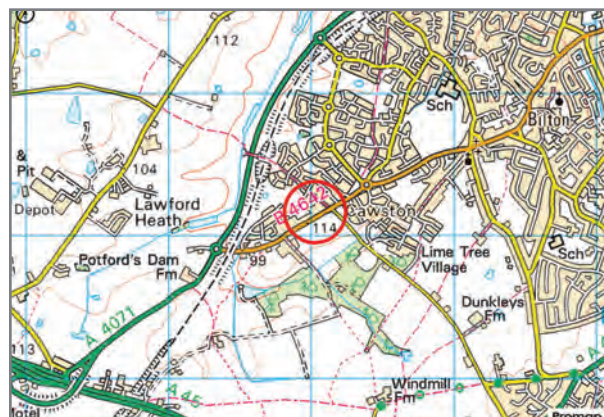 112
Sch
Bilton
& Pit
104
Depot
Lawford
Heath
B 4642
Cawston
114
Lime Tree
Village
Sch
99
Potford's Dam
Fm
Dunkleys
Fm
A 4071
113
A 45
Windmill
Fm